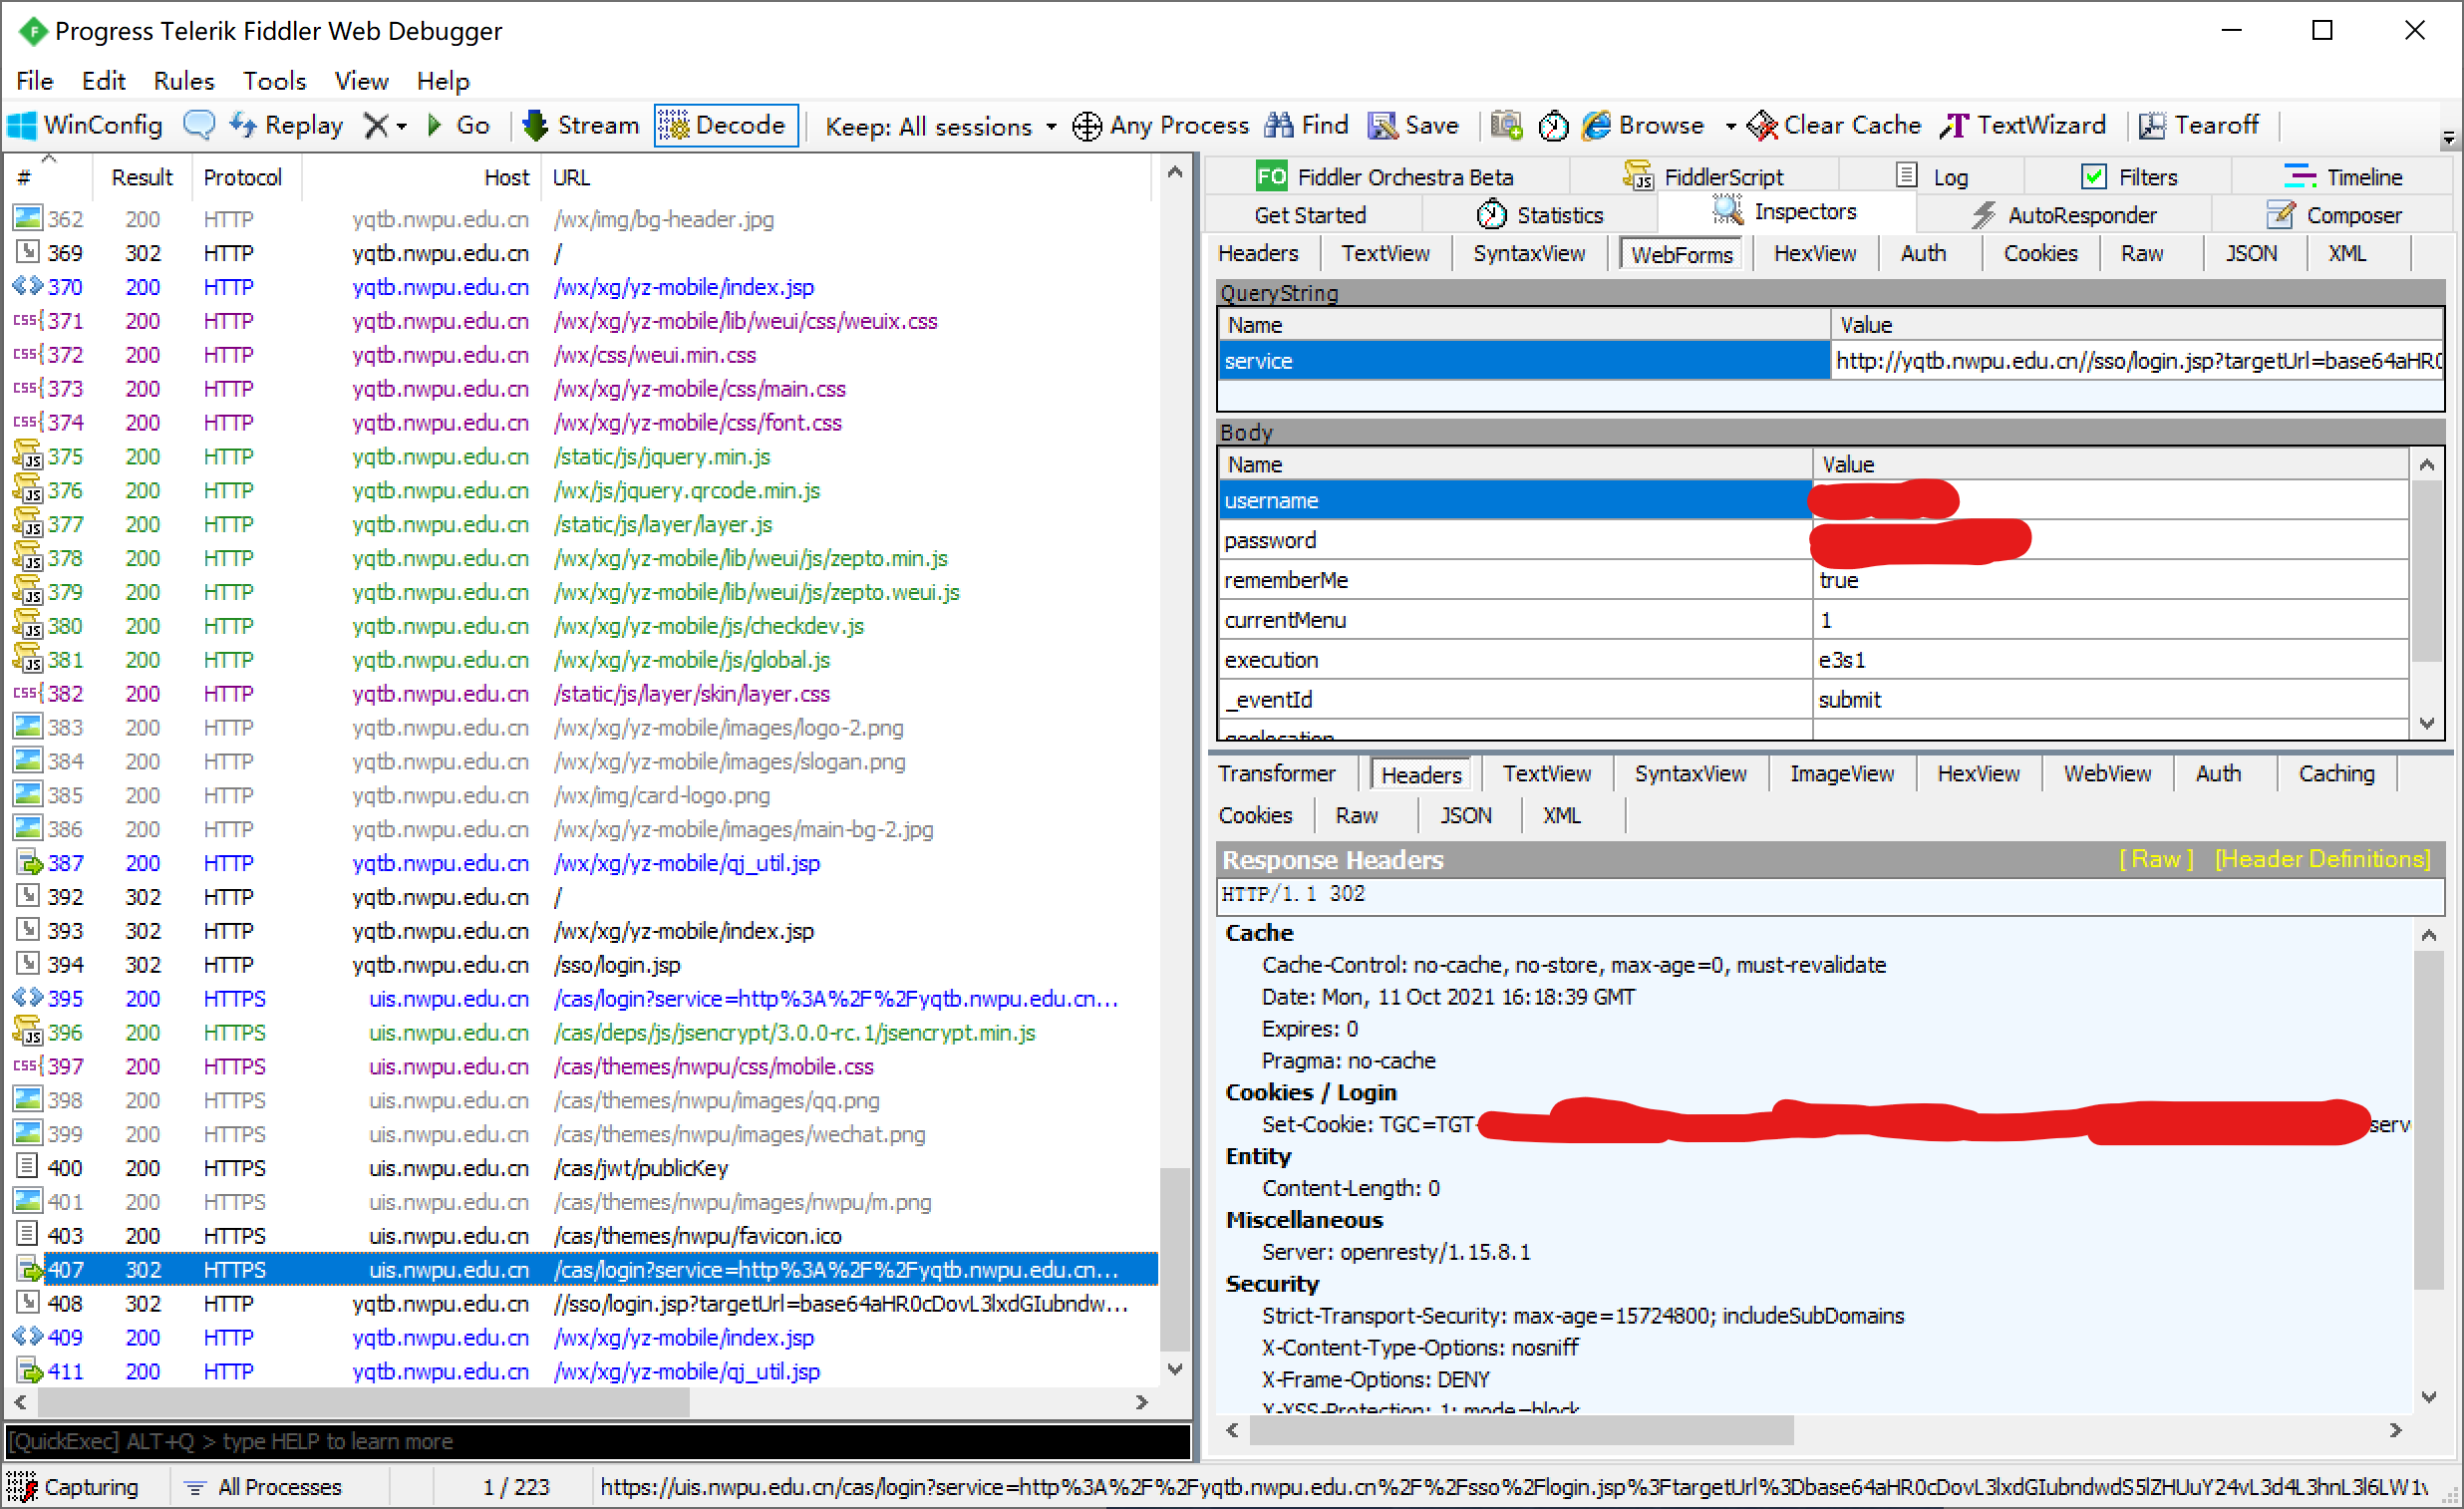 Progress Telerik Fiddler Web Debugger
File Edit Rules Tools View Help
WinConfig Replay Go Stream Decode Keep: All sessions Any Process Find Save Browse Clear Cache TextWizard Tearoff
# Result Protocol Host URL
362 200 HTTP yqtb.nwpu.edu.cn /wx/img/bg-header.jpg
369 302 HTTP yqtb.nwpu.edu.cn /
370 200 HTTP yqtb.nwpu.edu.cn /wx/xg/yz-mobile/index.jsp
371 200 HTTP yqtb.nwpu.edu.cn /wx/xg/yz-mobile/lib/weui/css/weuix.css
372 200 HTTP yqtb.nwpu.edu.cn /wx/css/weui.min.css
373 200 HTTP yqtb.nwpu.edu.cn /wx/xg/yz-mobile/css/main.css
374 200 HTTP yqtb.nwpu.edu.cn /wx/xg/yz-mobile/css/font.css
375 200 HTTP yqtb.nwpu.edu.cn /static/js/jquery.min.js
376 200 HTTP yqtb.nwpu.edu.cn /wx/js/jquery.qrcode.min.js
377 200 HTTP yqtb.nwpu.edu.cn /static/js/layer/layer.js
378 200 HTTP yqtb.nwpu.edu.cn /wx/xg/yz-mobile/lib/weui/js/zepto.min.js
379 200 HTTP yqtb.nwpu.edu.cn /wx/xg/yz-mobile/lib/weui/js/zepto.weui.js
380 200 HTTP yqtb.nwpu.edu.cn /wx/xg/yz-mobile/js/checkdev.js
381 200 HTTP yqtb.nwpu.edu.cn /wx/xg/yz-mobile/js/global.js
382 200 HTTP yqtb.nwpu.edu.cn /static/js/layer/skin/layer.css
383 200 HTTP yqtb.nwpu.edu.cn /wx/xg/yz-mobile/images/logo-2.png
384 200 HTTP yqtb.nwpu.edu.cn /wx/xg/yz-mobile/images/slogan.png
385 200 HTTP yqtb.nwpu.edu.cn /wx/img/card-logo.png
386 200 HTTP yqtb.nwpu.edu.cn /wx/xg/yz-mobile/images/main-bg-2.jpg
387 200 HTTP yqtb.nwpu.edu.cn /wx/xg/yz-mobile/qj_util.jsp
392 302 HTTP yqtb.nwpu.edu.cn /
393 302 HTTP yqtb.nwpu.edu.cn /wx/xg/yz-mobile/index.jsp
394 302 HTTP yqtb.nwpu.edu.cn /sso/login.jsp
395 200 HTTPS uis.nwpu.edu.cn /cas/login?service=http%3A%2F%2Fyqtb.nwpu.edu.cn...
396 200 HTTPS uis.nwpu.edu.cn /cas/deps/js/jsencrypt/3.0.0-rc.1/jsencrypt.min.js
397 200 HTTPS uis.nwpu.edu.cn /cas/themes/nwpu/css/mobile.css
398 200 HTTPS uis.nwpu.edu.cn /cas/themes/nwpu/images/qq.png
399 200 HTTPS uis.nwpu.edu.cn /cas/themes/nwpu/images/wechat.png
400 200 HTTPS uis.nwpu.edu.cn /cas/jwt/publicKey
401 200 HTTPS uis.nwpu.edu.cn /cas/themes/nwpu/images/nwpu/m.png
403 200 HTTPS uis.nwpu.edu.cn /cas/themes/nwpu/favicon.ico
407 302 HTTPS uis.nwpu.edu.cn /cas/login?service=http%3A%2F%2Fyqtb.nwpu.edu.cn...
408 302 HTTP yqtb.nwpu.edu.cn //sso/login.jsp?targetUrl=base64aHR0cDovL3lxdGIubndw...
409 200 HTTP yqtb.nwpu.edu.cn /wx/xg/yz-mobile/index.jsp
411 200 HTTP yqtb.nwpu.edu.cn /wx/xg/yz-mobile/qj_util.jsp
[QuickExec] ALT+Q > type HELP to learn more
FO Fiddler Orchestra Beta FiddlerScript Log Filters Timeline
Get Started Statistics Inspectors AutoResponder Composer
Headers TextView SyntaxView WebForms HexView Auth Cookies Raw JSON XML
QueryString
Name Value
service http://yqtb.nwpu.edu.cn//sso/login.jsp?targetUrl=base64aHR0
Body
Name Value
username
password
rememberMe true
currentMenu 1
execution e3s1
_eventId submit
geolocation
Transformer Headers TextView SyntaxView ImageView HexView WebView Auth Caching
Cookies Raw JSON XML
Response Headers [ Raw ] [Header Definitions]
HTTP/1.1 302
Cache
Cache-Control: no-cache, no-store, max-age=0, must-revalidate
Date: Mon, 11 Oct 2021 16:18:39 GMT
Expires: 0
Pragma: no-cache
Cookies / Login
Set-Cookie: TGC=TGT- serv
Entity
Content-Length: 0
Miscellaneous
Server: openresty/1.15.8.1
Security
Strict-Transport-Security: max-age=15724800; includeSubDomains
X-Content-Type-Options: nosniff
X-Frame-Options: DENY
X-XSS-Protection: 1; mode=block
Capturing All Processes 1 / 223 https://uis.nwpu.edu.cn/cas/login?service=http%3A%2F%2Fyqtb.nwpu.edu.cn%2F%2Fsso%2Flogin.jsp%3FtargetUrl%3Dbase64aHR0cDovL3lxdGIubndwdS5lZHUuY24vL3d4L3hnL3l6LW1v